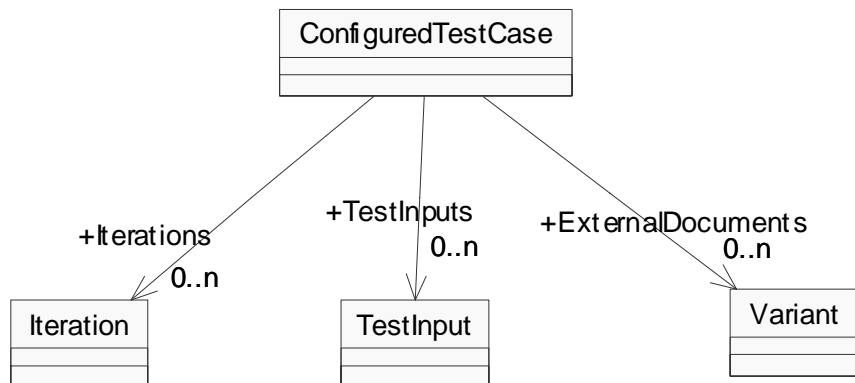 ConfiguredTestCase
+Iterations
+TestInputs
+ExternalDocuments
0..n
0..n
0..n
Iteration
TestInput
Variant